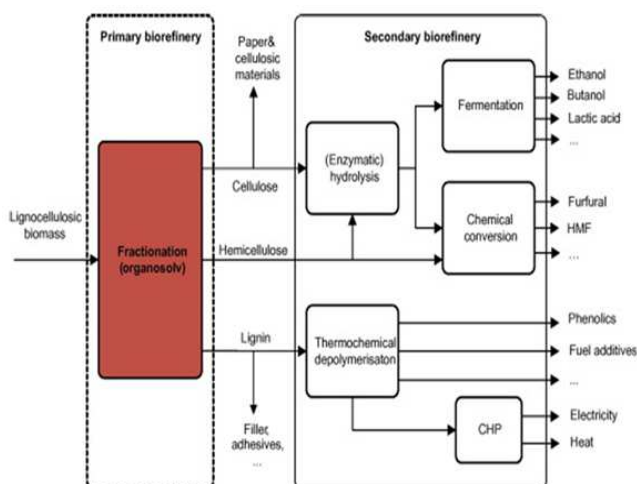 Primary biorefinery
Paper&
cellulosic
materials
Secondary biorefinery
Lignocellulosic
biomass
Fractionation
(organosolv)
Cellulose
Hemicellulose
Lignin
Filler,
adhesives,
...
(Enzymatic)
hydrolysis
Fermentation
Chemical
conversion
Thermochemical
depolymerisaton
CHP
Ethanol
Butanol
Lactic acid
...
Furfural
HMF
...
Phenolics
Fuel additives
...
Electricity
Heat